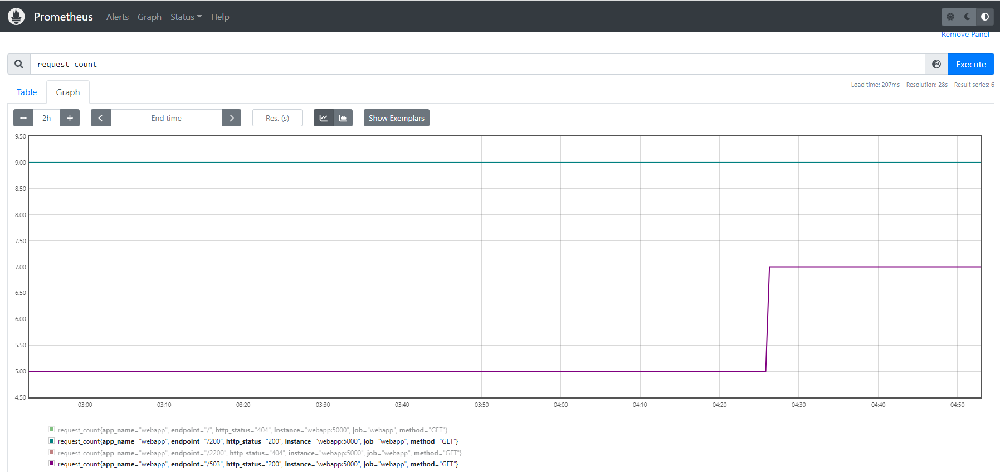 Prometheus Alerts Graph Status Help
Remove Panel
request_count Execute
Table Graph Load time: 207ms Resolution: 28s Result series: 6
2h End time Res. (s) Show Exemplars
9.50
9.00
8.50
8.00
7.50
7.00
6.50
6.00
5.50
5.00
4.50
03:00 03:10 03:20 03:30 03:40 03:50 04:00 04:10 04:20 04:30 04:40 04:50
request_count{app_name="webapp", endpoint="/", http_status="404", instance="webapp:5000", job="webapp", method="GET"}
request_count{app_name="webapp", endpoint="/200", http_status="200", instance="webapp:5000", job="webapp", method="GET"}
request_count{app_name="webapp", endpoint="/2200", http_status="404", instance="webapp:5000", job="webapp", method="GET"}
request_count{app_name="webapp", endpoint="/503", http_status="200", instance="webapp:5000", job="webapp", method="GET"}